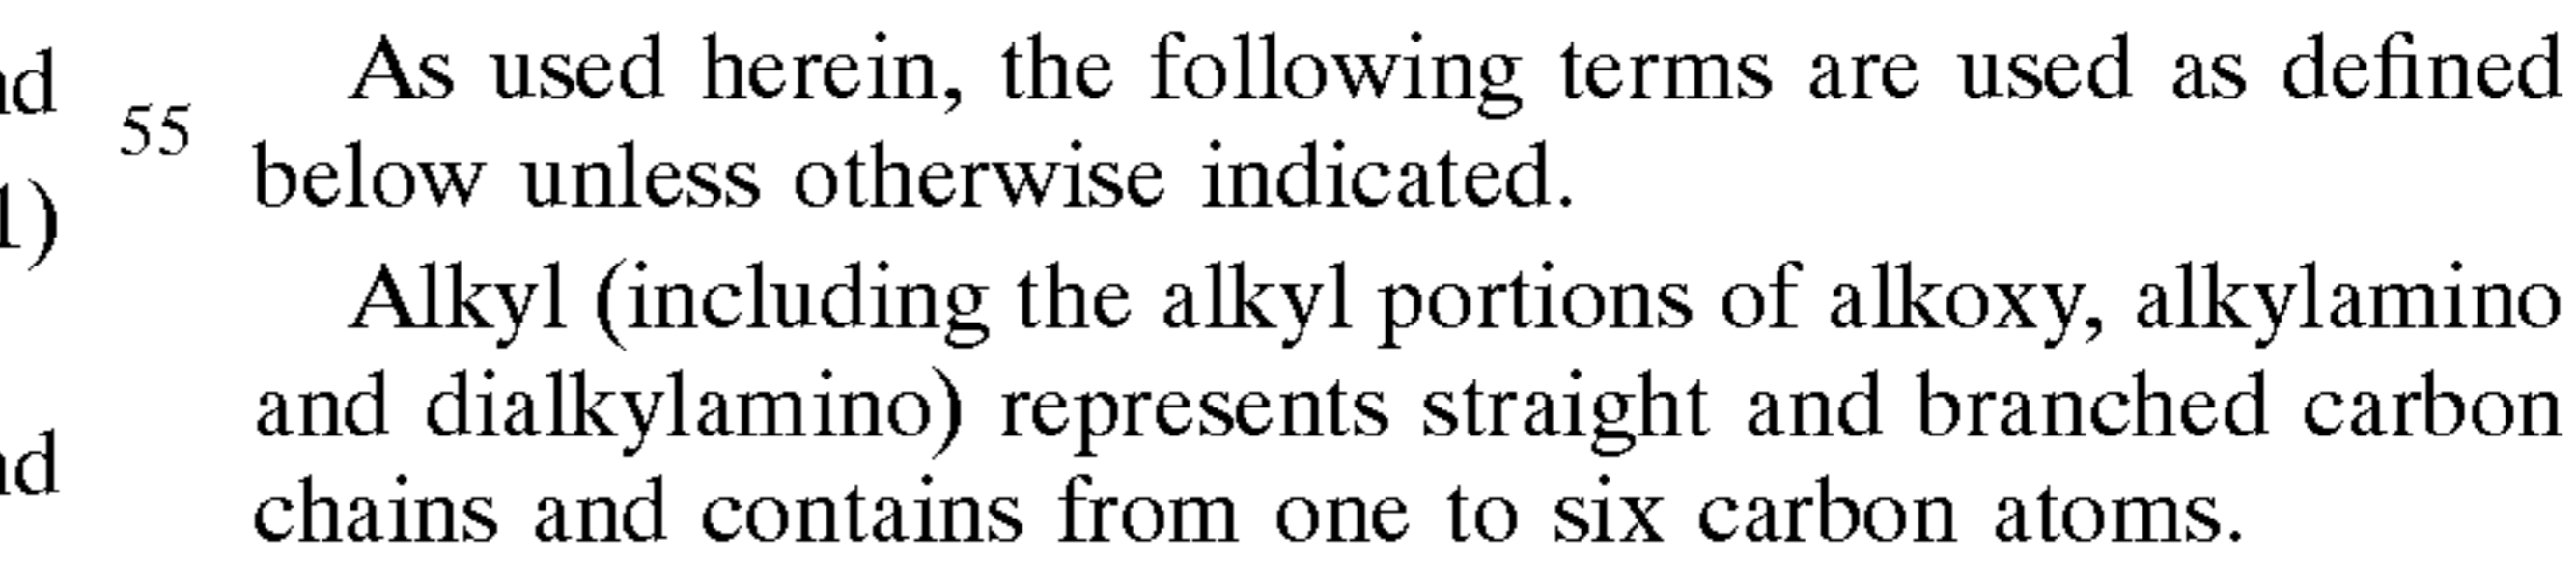 As used herein, the following terms are used as defined
55
below unless otherwise indicated.
Alkyl (including the alkyl portions of alkoxy, alkylamino
and dialkylamino) represents straight and branched carbon
chains and contains from one to six carbon atoms.